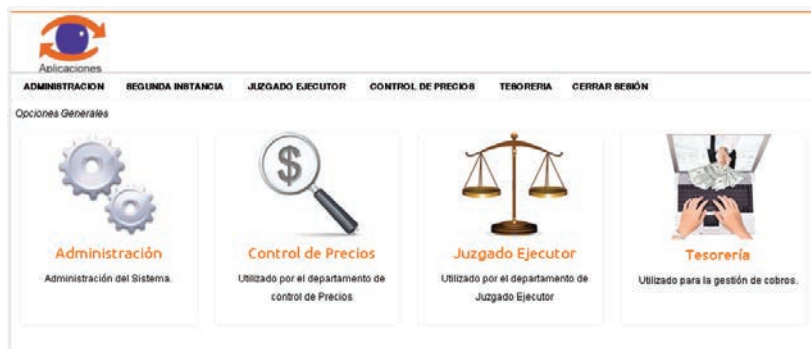 Aplicaciones
ADMINISTRACION SEGUNDA INSTANCIA JUZGADO EJECUTOR CONTROL DE PRECIOS TESORERIA CERRAR SESIÓN
Opciones Generales
$
Administración
Administración del Sistema.
Control de Precios
Utilizado por el departamento de
control de Precios
Juzgado Ejecutor
Utilizado por el departamento de
Juzgado Ejecutor
Tesorería
Utilizado para la gestión de cobros.